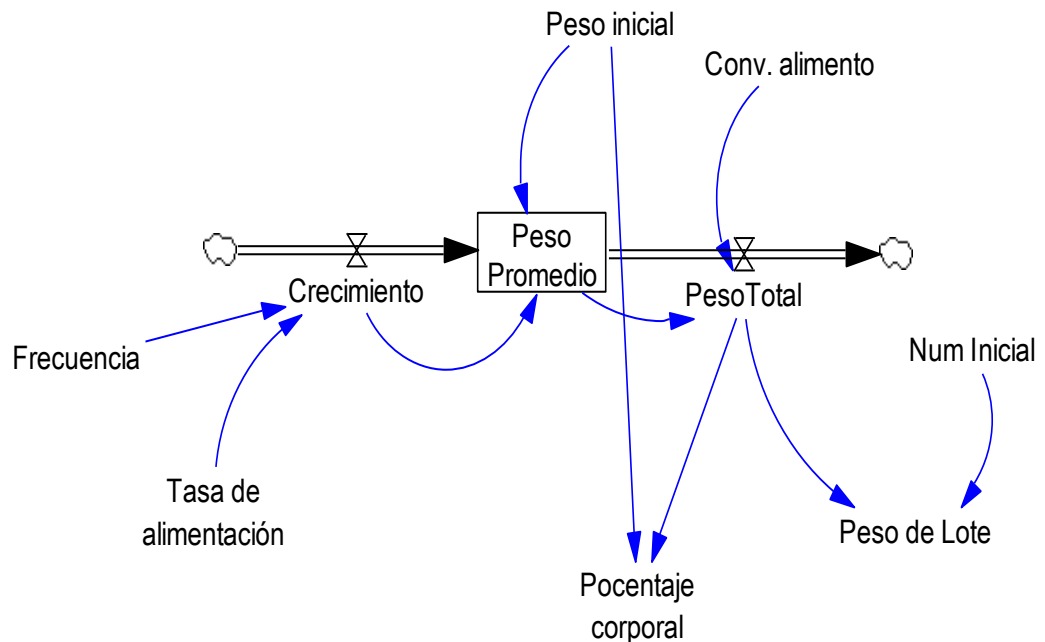 Peso inicial
Conv. alimento
Peso
Promedio
Crecimiento
PesoTotal
Frecuencia
Num Inicial
Tasa de
alimentación
Peso de Lote
Pocentaje
corporal